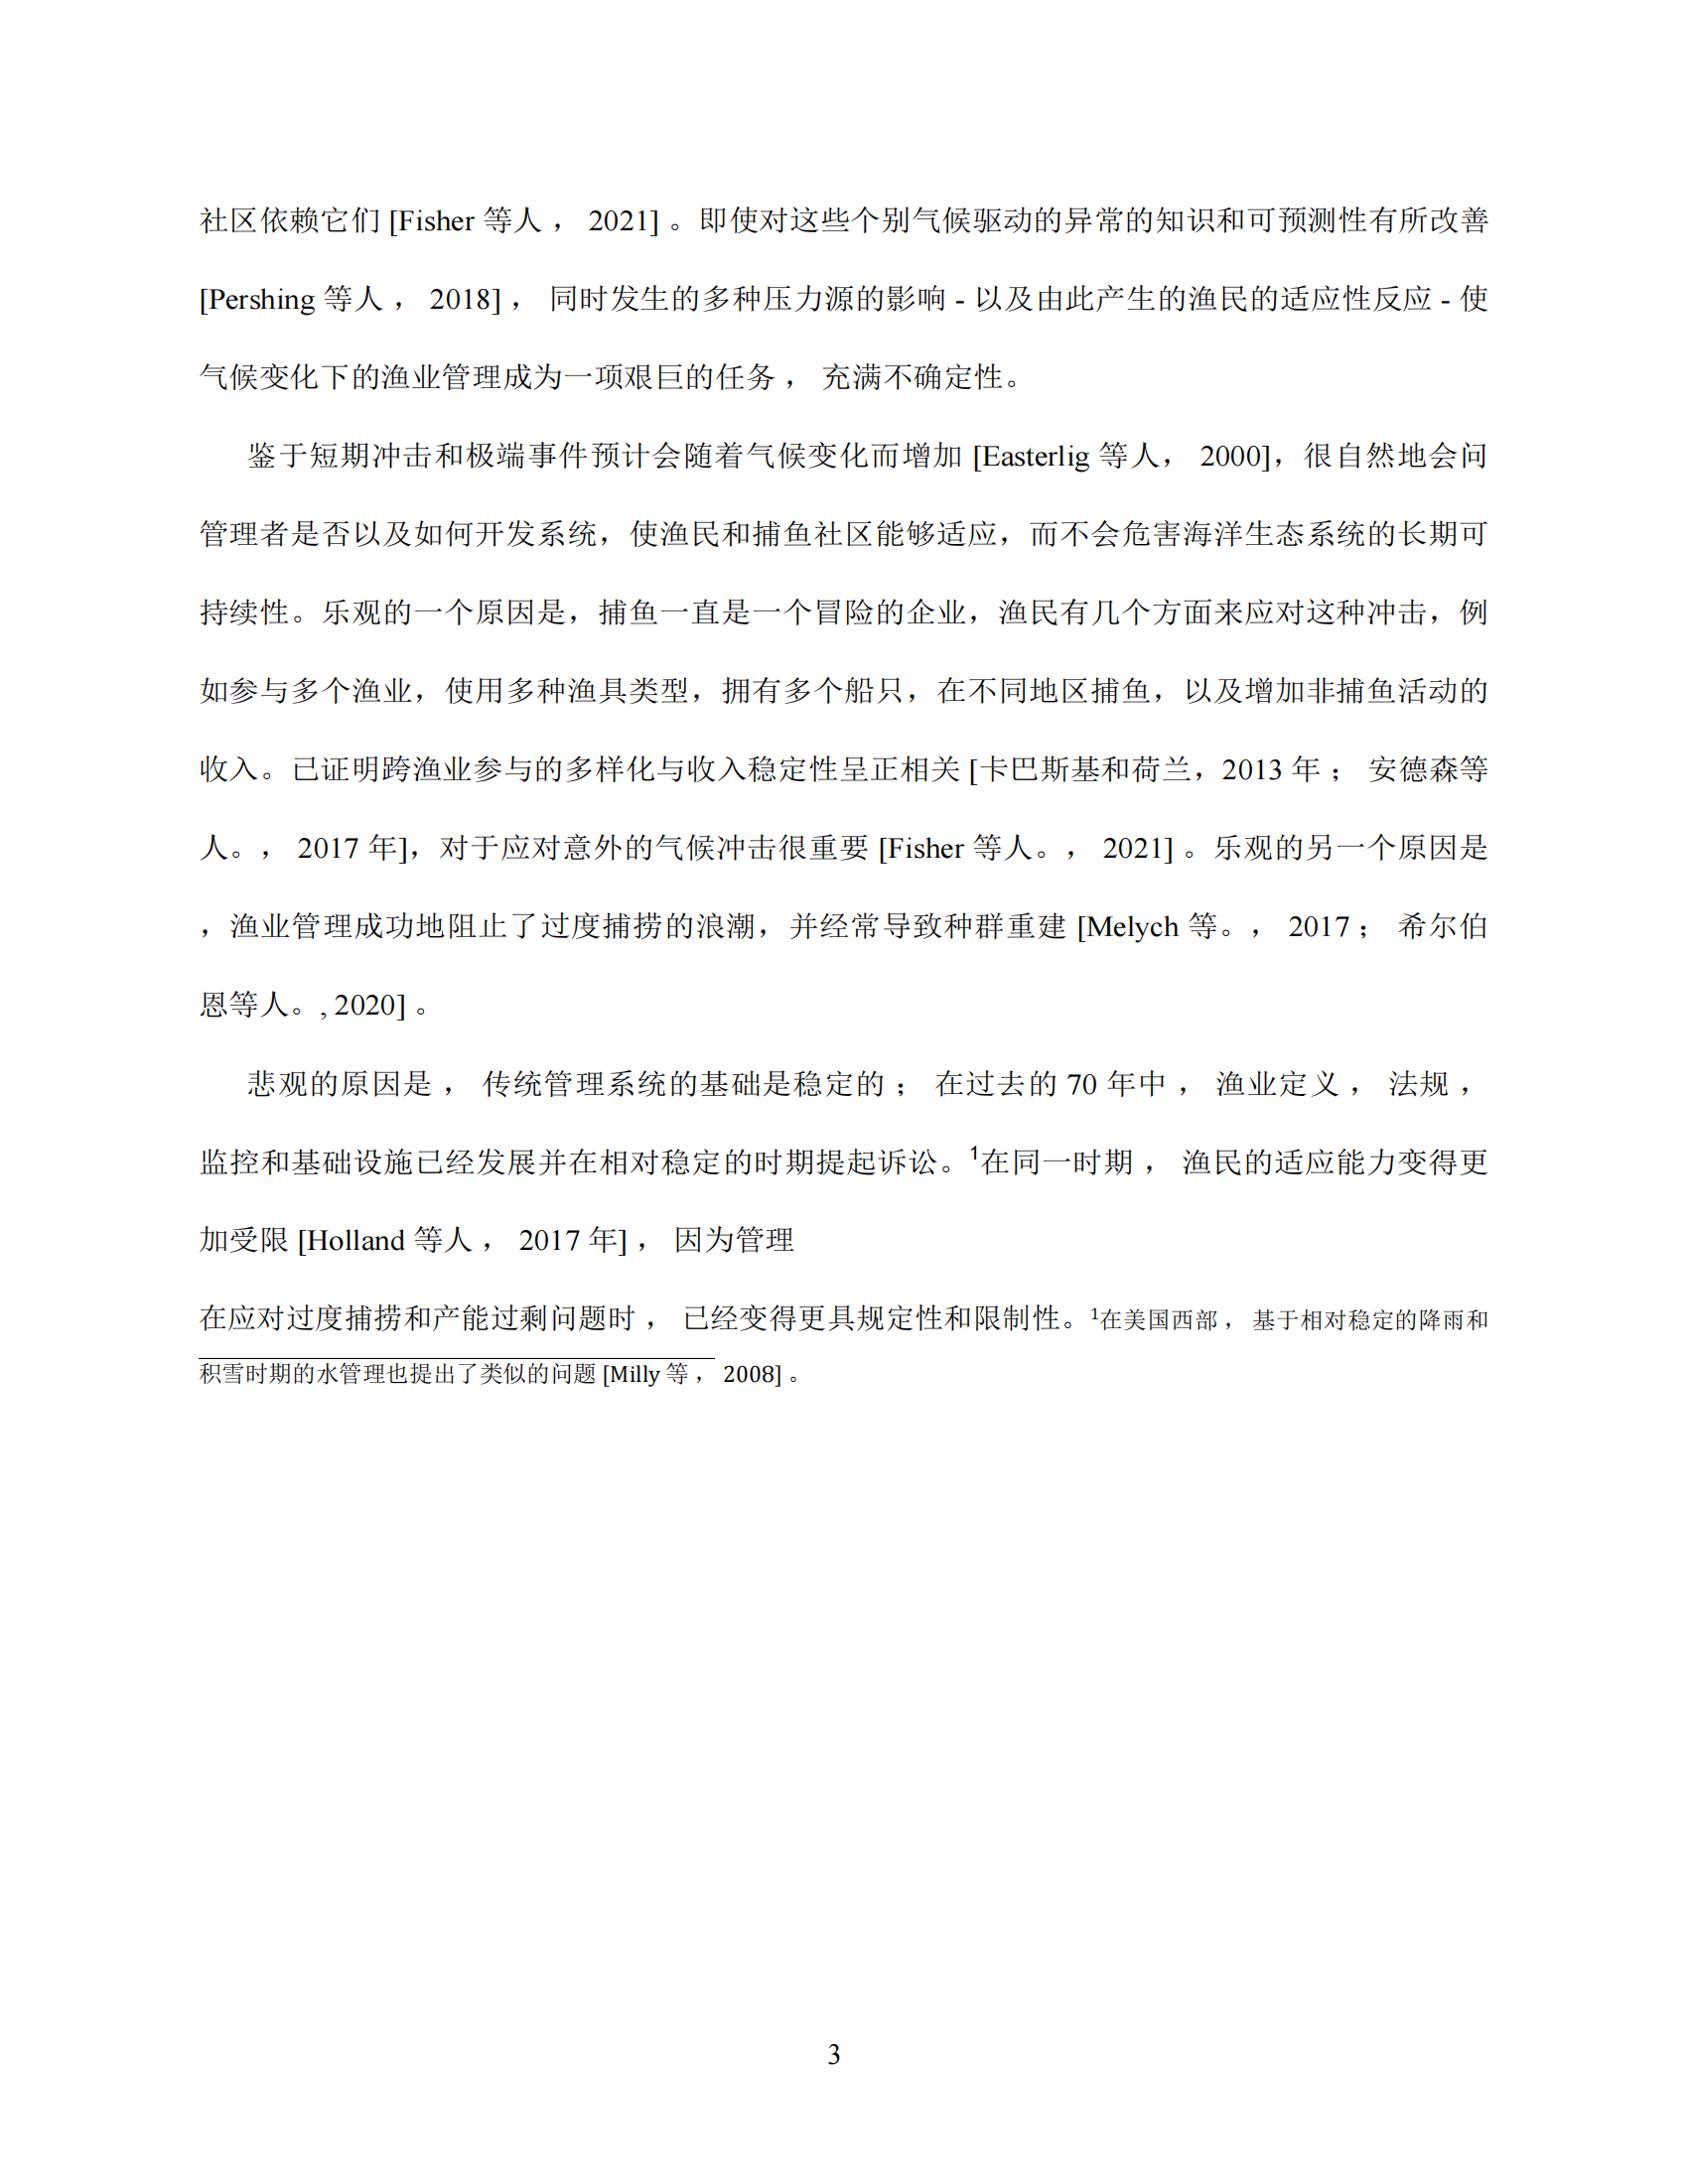 社区依赖它们 [Fisher 等人 ， 2021] 。即使对这些个别气候驱动的异常的知识和可预测性有所改善
[Pershing 等人 ， 2018] ， 同时发生的多种压力源的影响 - 以及由此产生的渔民的适应性反应 - 使
气候变化下的渔业管理成为一项艰巨的任务 ， 充满不确定性。
鉴于短期冲击和极端事件预计会随着气候变化而增加 [Easterlig 等人， 2000]，很自然地会问
管理者是否以及如何开发系统，使渔民和捕鱼社区能够适应，而不会危害海洋生态系统的长期可
持续性。乐观的一个原因是，捕鱼一直是一个冒险的企业，渔民有几个方面来应对这种冲击，例
如参与多个渔业，使用多种渔具类型，拥有多个船只，在不同地区捕鱼，以及增加非捕鱼活动的
收入。已证明跨渔业参与的多样化与收入稳定性呈正相关 [卡巴斯基和荷兰，2013 年 ； 安德森等
人。， 2017 年]，对于应对意外的气候冲击很重要 [Fisher 等人。， 2021] 。乐观的另一个原因是
，渔业管理成功地阻止了过度捕捞的浪潮，并经常导致种群重建 [Melych 等。， 2017 ； 希尔伯
恩等人。, 2020] 。
悲观的原因是 ， 传统管理系统的基础是稳定的 ； 在过去的 70 年中 ， 渔业定义 ， 法规 ，
监控和基础设施已经发展并在相对稳定的时期提起诉讼。1在同一时期 ， 渔民的适应能力变得更
加受限 [Holland 等人 ， 2017 年] ， 因为管理
在应对过度捕捞和产能过剩问题时 ， 已经变得更具规定性和限制性。1在美国西部 ， 基于相对稳定的降雨和
积雪时期的水管理也提出了类似的问题 [Milly 等 ， 2008] 。
3